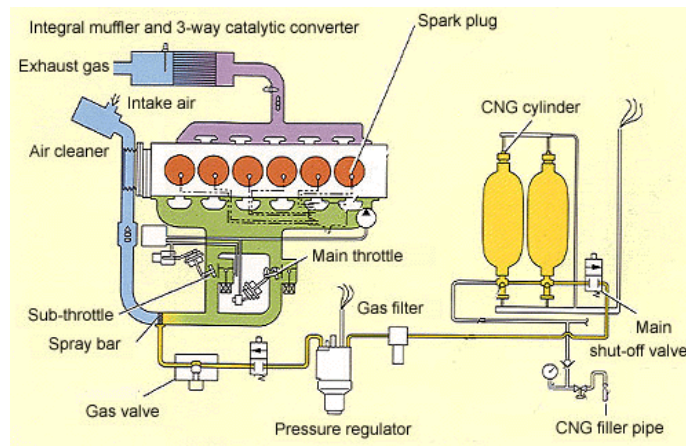 Integral muffler and 3-way catalytic converter
Spark plug
Exhaust gas
Intake air
CNG cylinder
Air cleaner
Main throttle
Sub-throttle
Gas filter
Spray bar
Main
shut-off valve
Gas valve
Pressure regulator
CNG filler pipe